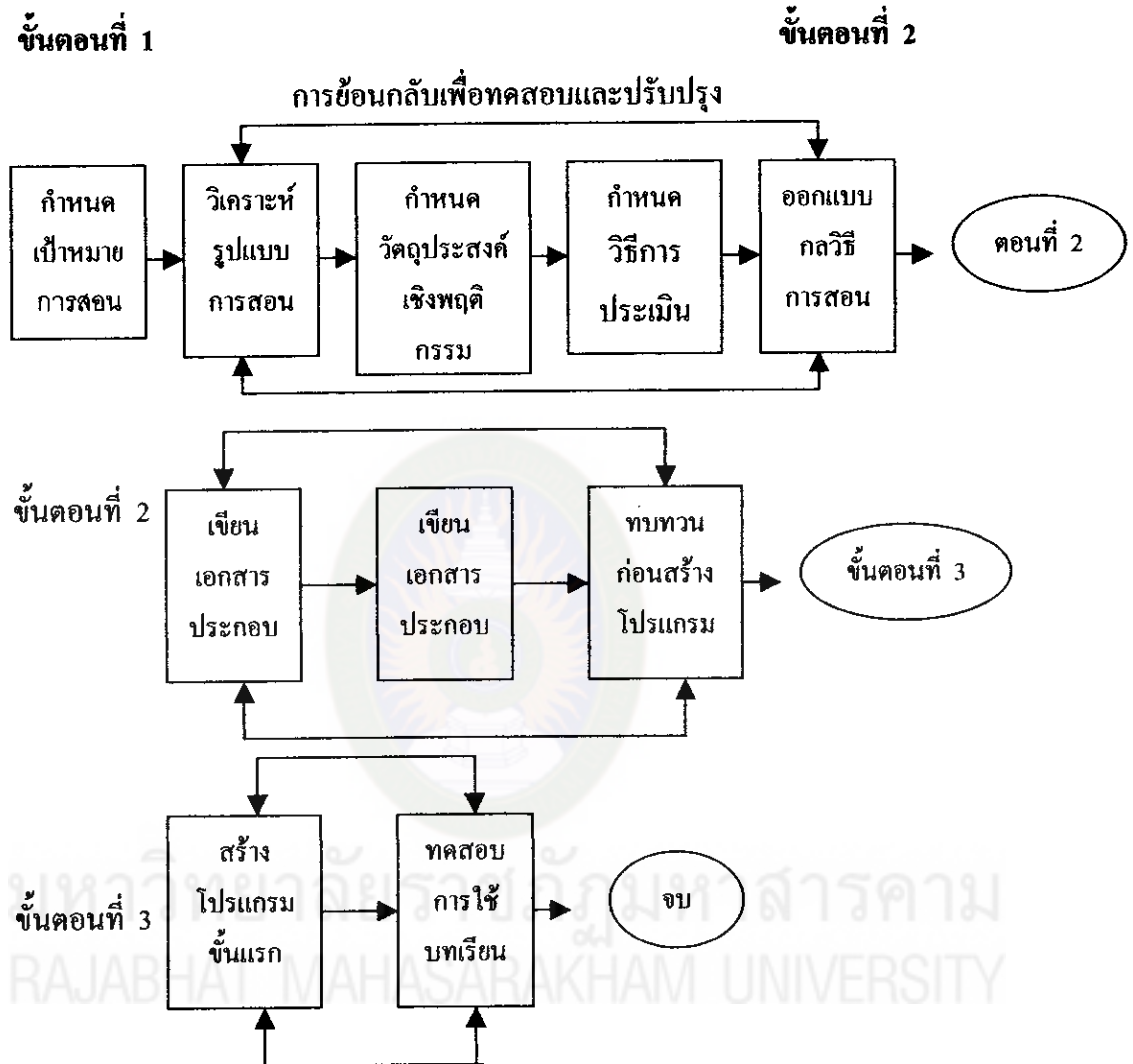 ขั้นตอนที่ 1
ขั้นตอนที่ 2
การย้อนกลับเพื่อทดสอบและปรับปรุง
กำหนด
เป้าหมาย
การสอน
วิเคราะห์
รูปแบบ
การสอน
กำหนด
วัตถุประสงค์
เชิงพฤติ
กรรม
กำหนด
วิธีการ
ประเมิน
ออกแบบ
กลวิธี
การสอน
ตอนที่ 2
ขั้นตอนที่ 2
เขียน
เอกสาร
ประกอบ
เขียน
เอกสาร
ประกอบ
ทบทวน
ก่อนสร้าง
โปรแกรม
ขั้นตอนที่ 3
ขั้นตอนที่ 3
สร้าง
โปรแกรม
ขั้นแรก
ทดสอบ
การใช้
บทเรียน
จบ
มหาวิทยาลัยราชภัฏมหาสารคาม
RAJABHAT MAHASARAKHAM UNIVERSITY